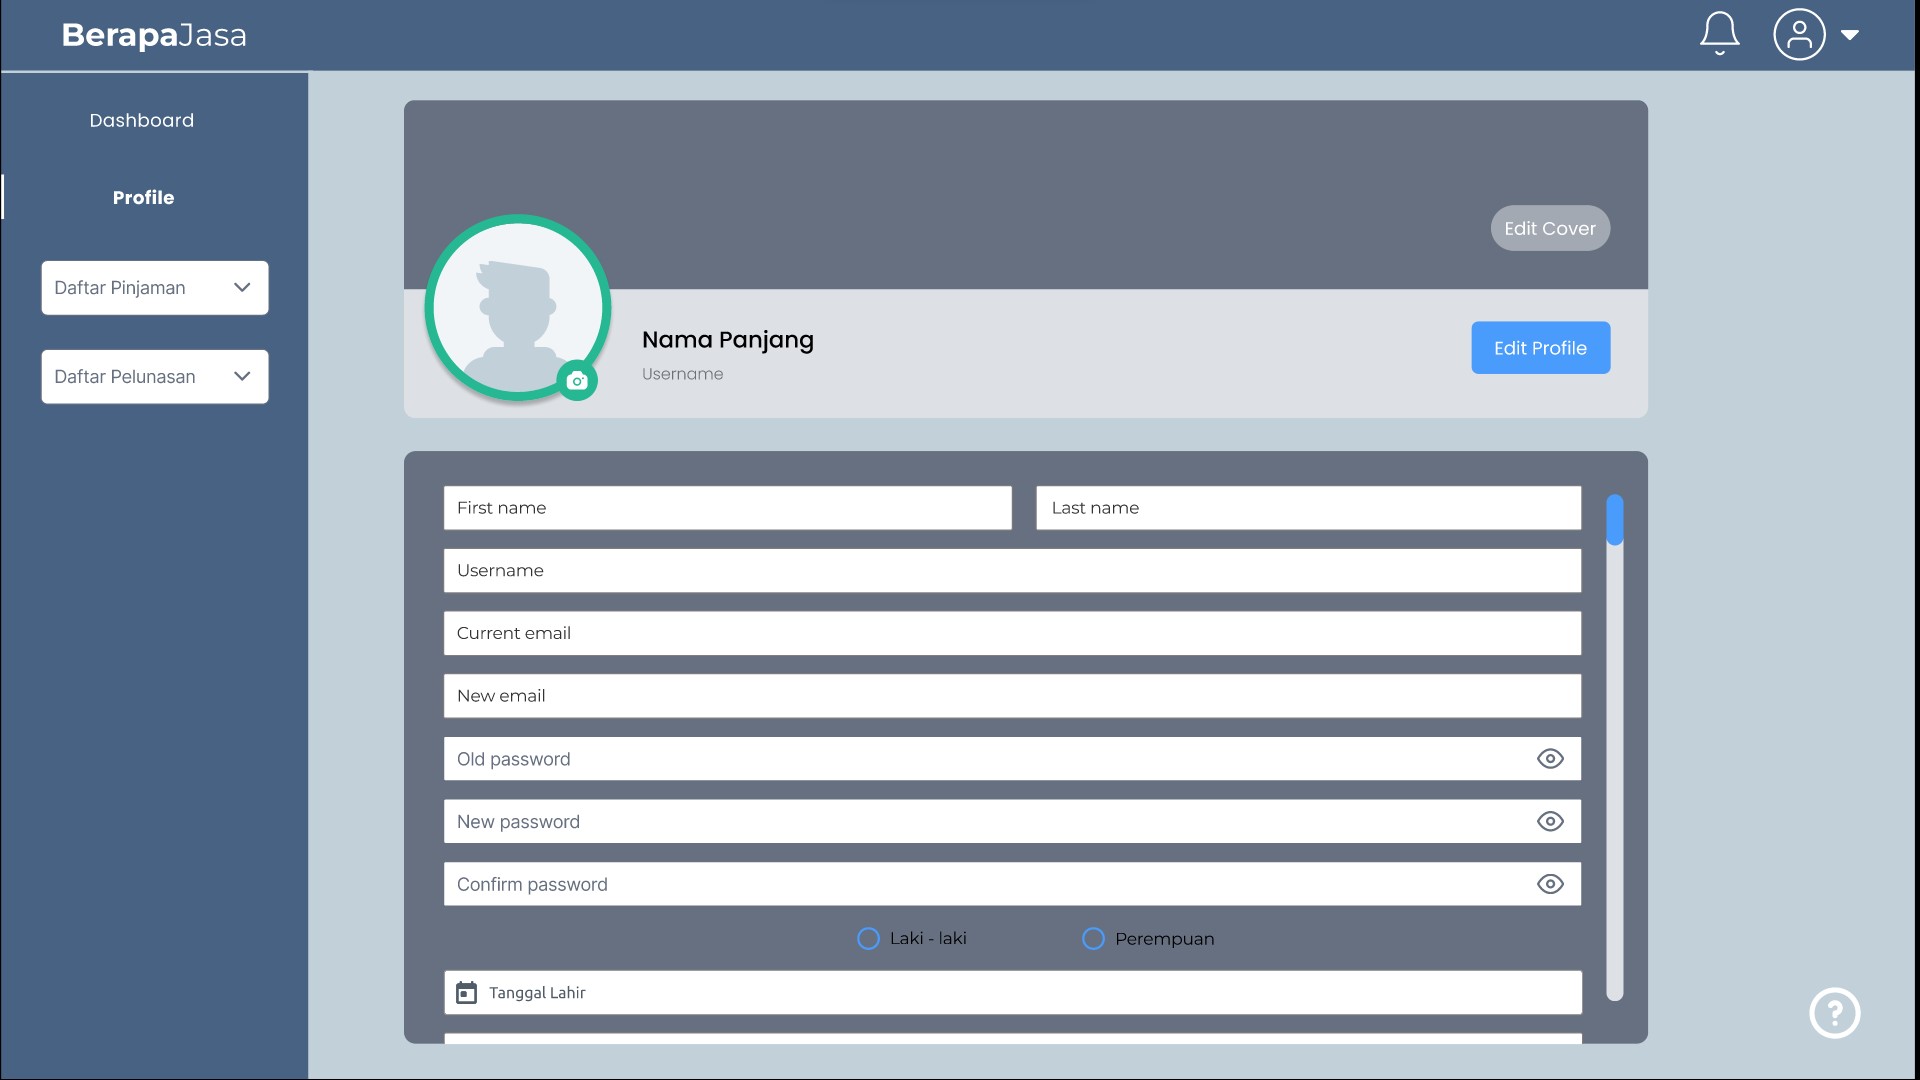 BerapaJasa
Dashboard
Profile
Daftar Pinjaman
Daftar Pelunasan
Edit Cover
Nama Panjang
Username
Edit Profile
First name
Last name
Username
Current email
New email
Old password
New password
Confirm password
Laki - laki
Perempuan
Tanggal Lahir
?